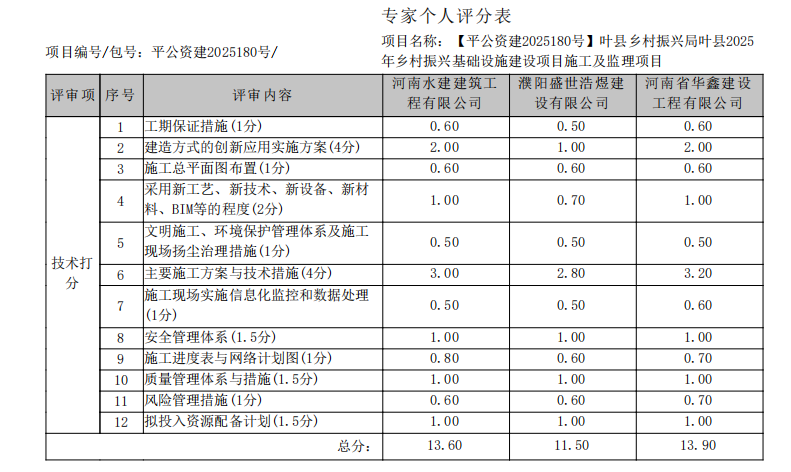 专家个人评分表
项目编号/包号: 平公资建2025180号/
项目名称: 【平公资建2025180号】叶县乡村振兴局叶县2025
年乡村振兴基础设施建设项目施工及监理项目
评审项 序号 评审内容 河南水建建筑工 濮阳盛世浩煜建 河南省华鑫建设
程有限公司 设有限公司 工程有限公司
技术打
分
1 工期保证措施(1分) 0.60 0.50 0.60
2 建造方式的创新应用实施方案(4分) 2.00 1.00 2.00
3 施工总平面图布置(1分) 0.60 0.60 0.60
4 采用新工艺、新技术、新设备、新材 1.00 0.70 1.00
料、BIM等的程度(2分)
5 文明施工、环境保护管理体系及施工 0.50 0.50 0.50
现场扬尘治理措施(1分)
6 主要施工方案与技术措施(4分) 3.00 2.80 3.20
7 施工现场实施信息化监控和数据处理 0.50 0.50 0.60
(1分)
8 安全管理体系(1.5分) 1.00 1.00 1.00
9 施工进度表与网络计划图(1分) 0.80 0.60 0.70
10 质量管理体系与措施(1.5分) 1.00 1.00 1.00
11 风险管理措施(1分) 0.60 0.60 0.70
12 拟投入资源配备计划(1.5分) 1.00 1.00 1.00
总分: 13.60 11.50 13.90